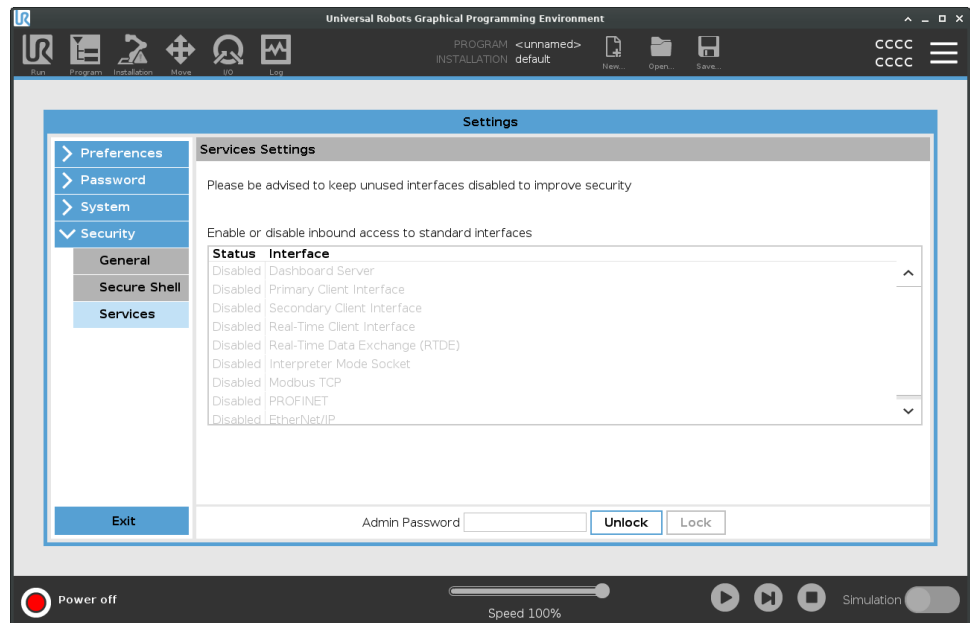 UR
Universal Robots Graphical Programming Environment
UR
PROGRAM <unnamed>
INSTALLATION default
CCCC
CCCC
Run Program Installation Move I/O Log New... Open... Save...
Settings
Preferences
Password
System
Security
General
Secure Shell
Services
Exit
Services Settings
Please be advised to keep unused interfaces disabled to improve security
Enable or disable inbound access to standard interfaces
Status Interface
Disabled Dashboard Server
Disabled Primary Client Interface
Disabled Secondary Client Interface
Disabled Real-Time Client Interface
Disabled Real-Time Data Exchange (RTDE)
Disabled Interpreter Mode Socket
Disabled Modbus TCP
Disabled PROFINET
Disabled EtherNet/IP
Admin Password Unlock Lock
Power off
Speed 100%
Simulation